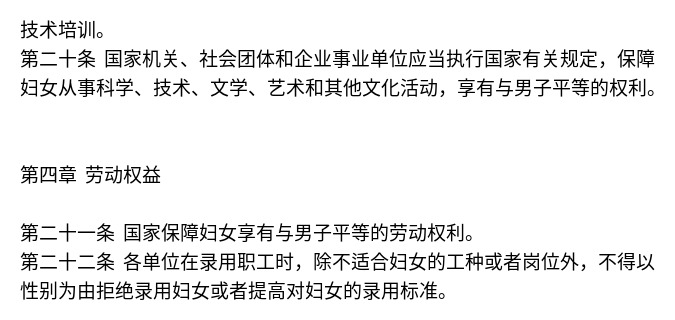 技术培训。
第二十条 国家机关、社会团体和企业事业单位应当执行国家有关规定，保障
妇女从事科学、技术、文学、艺术和其他文化活动，享有与男子平等的权利。
第四章 劳动权益
第二十一条 国家保障妇女享有与男子平等的劳动权利。
第二十二条 各单位在录用职工时，除不适合妇女的工种或者岗位外，不得以
性别为由拒绝录用妇女或者提高对妇女的录用标准。